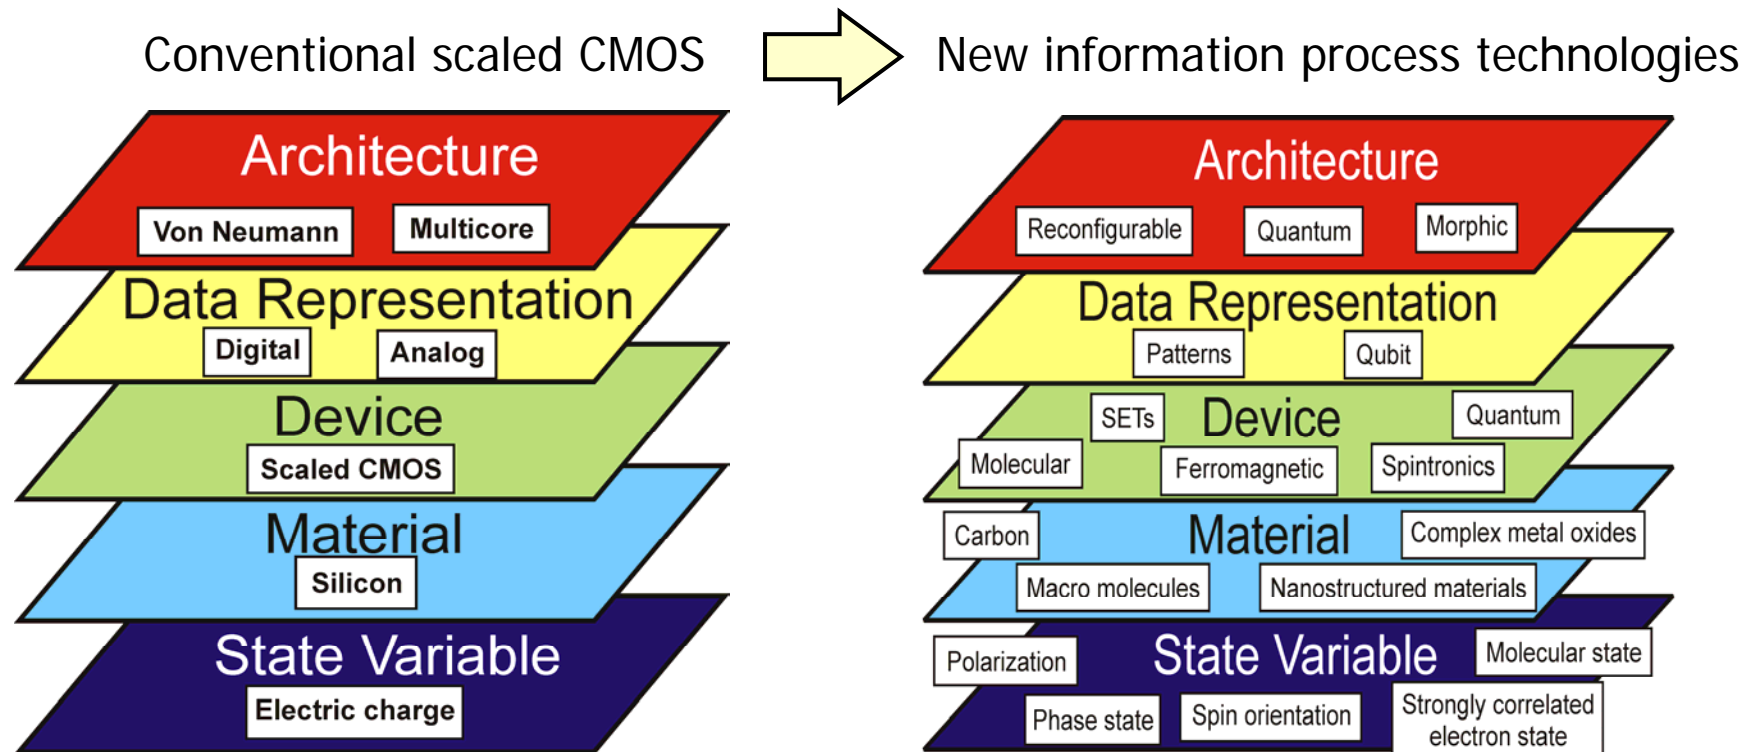 Conventional scaled CMOS
New information process technologies
Architecture
Von Neumann
Multicore
Data Representation
Digital
Analog
Device
Scaled CMOS
Material
Silicon
State Variable
Electric charge
Architecture
Reconfigurable
Quantum
Morphic
Data Representation
Patterns
Qubit
SETs
Device
Quantum
Molecular
Ferromagnetic
Spintronics
Carbon
Material
Complex metal oxides
Macro molecules
Nanostructured materials
Polarization
State Variable
Molecular state
Phase state
Spin orientation
Strongly correlated
electron state